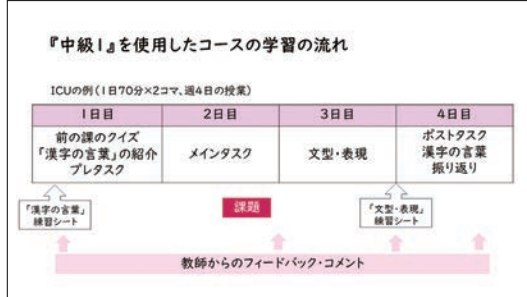 『中級Ⅰ』を使用したコースの学習の流れ
ICUの例(1日70分×2コマ、週4日の授業)
1日目
2日目
3日目
4日目
前の課のクイズ
「漢字の言葉」の紹介
プレタスク
メインタスク
文型・表現
ポストタスク
漢字の言葉
振り返り
「漢字の言葉」
練習シート
課題
「文型・表現」
練習シート
教師からのフィードバック・コメント